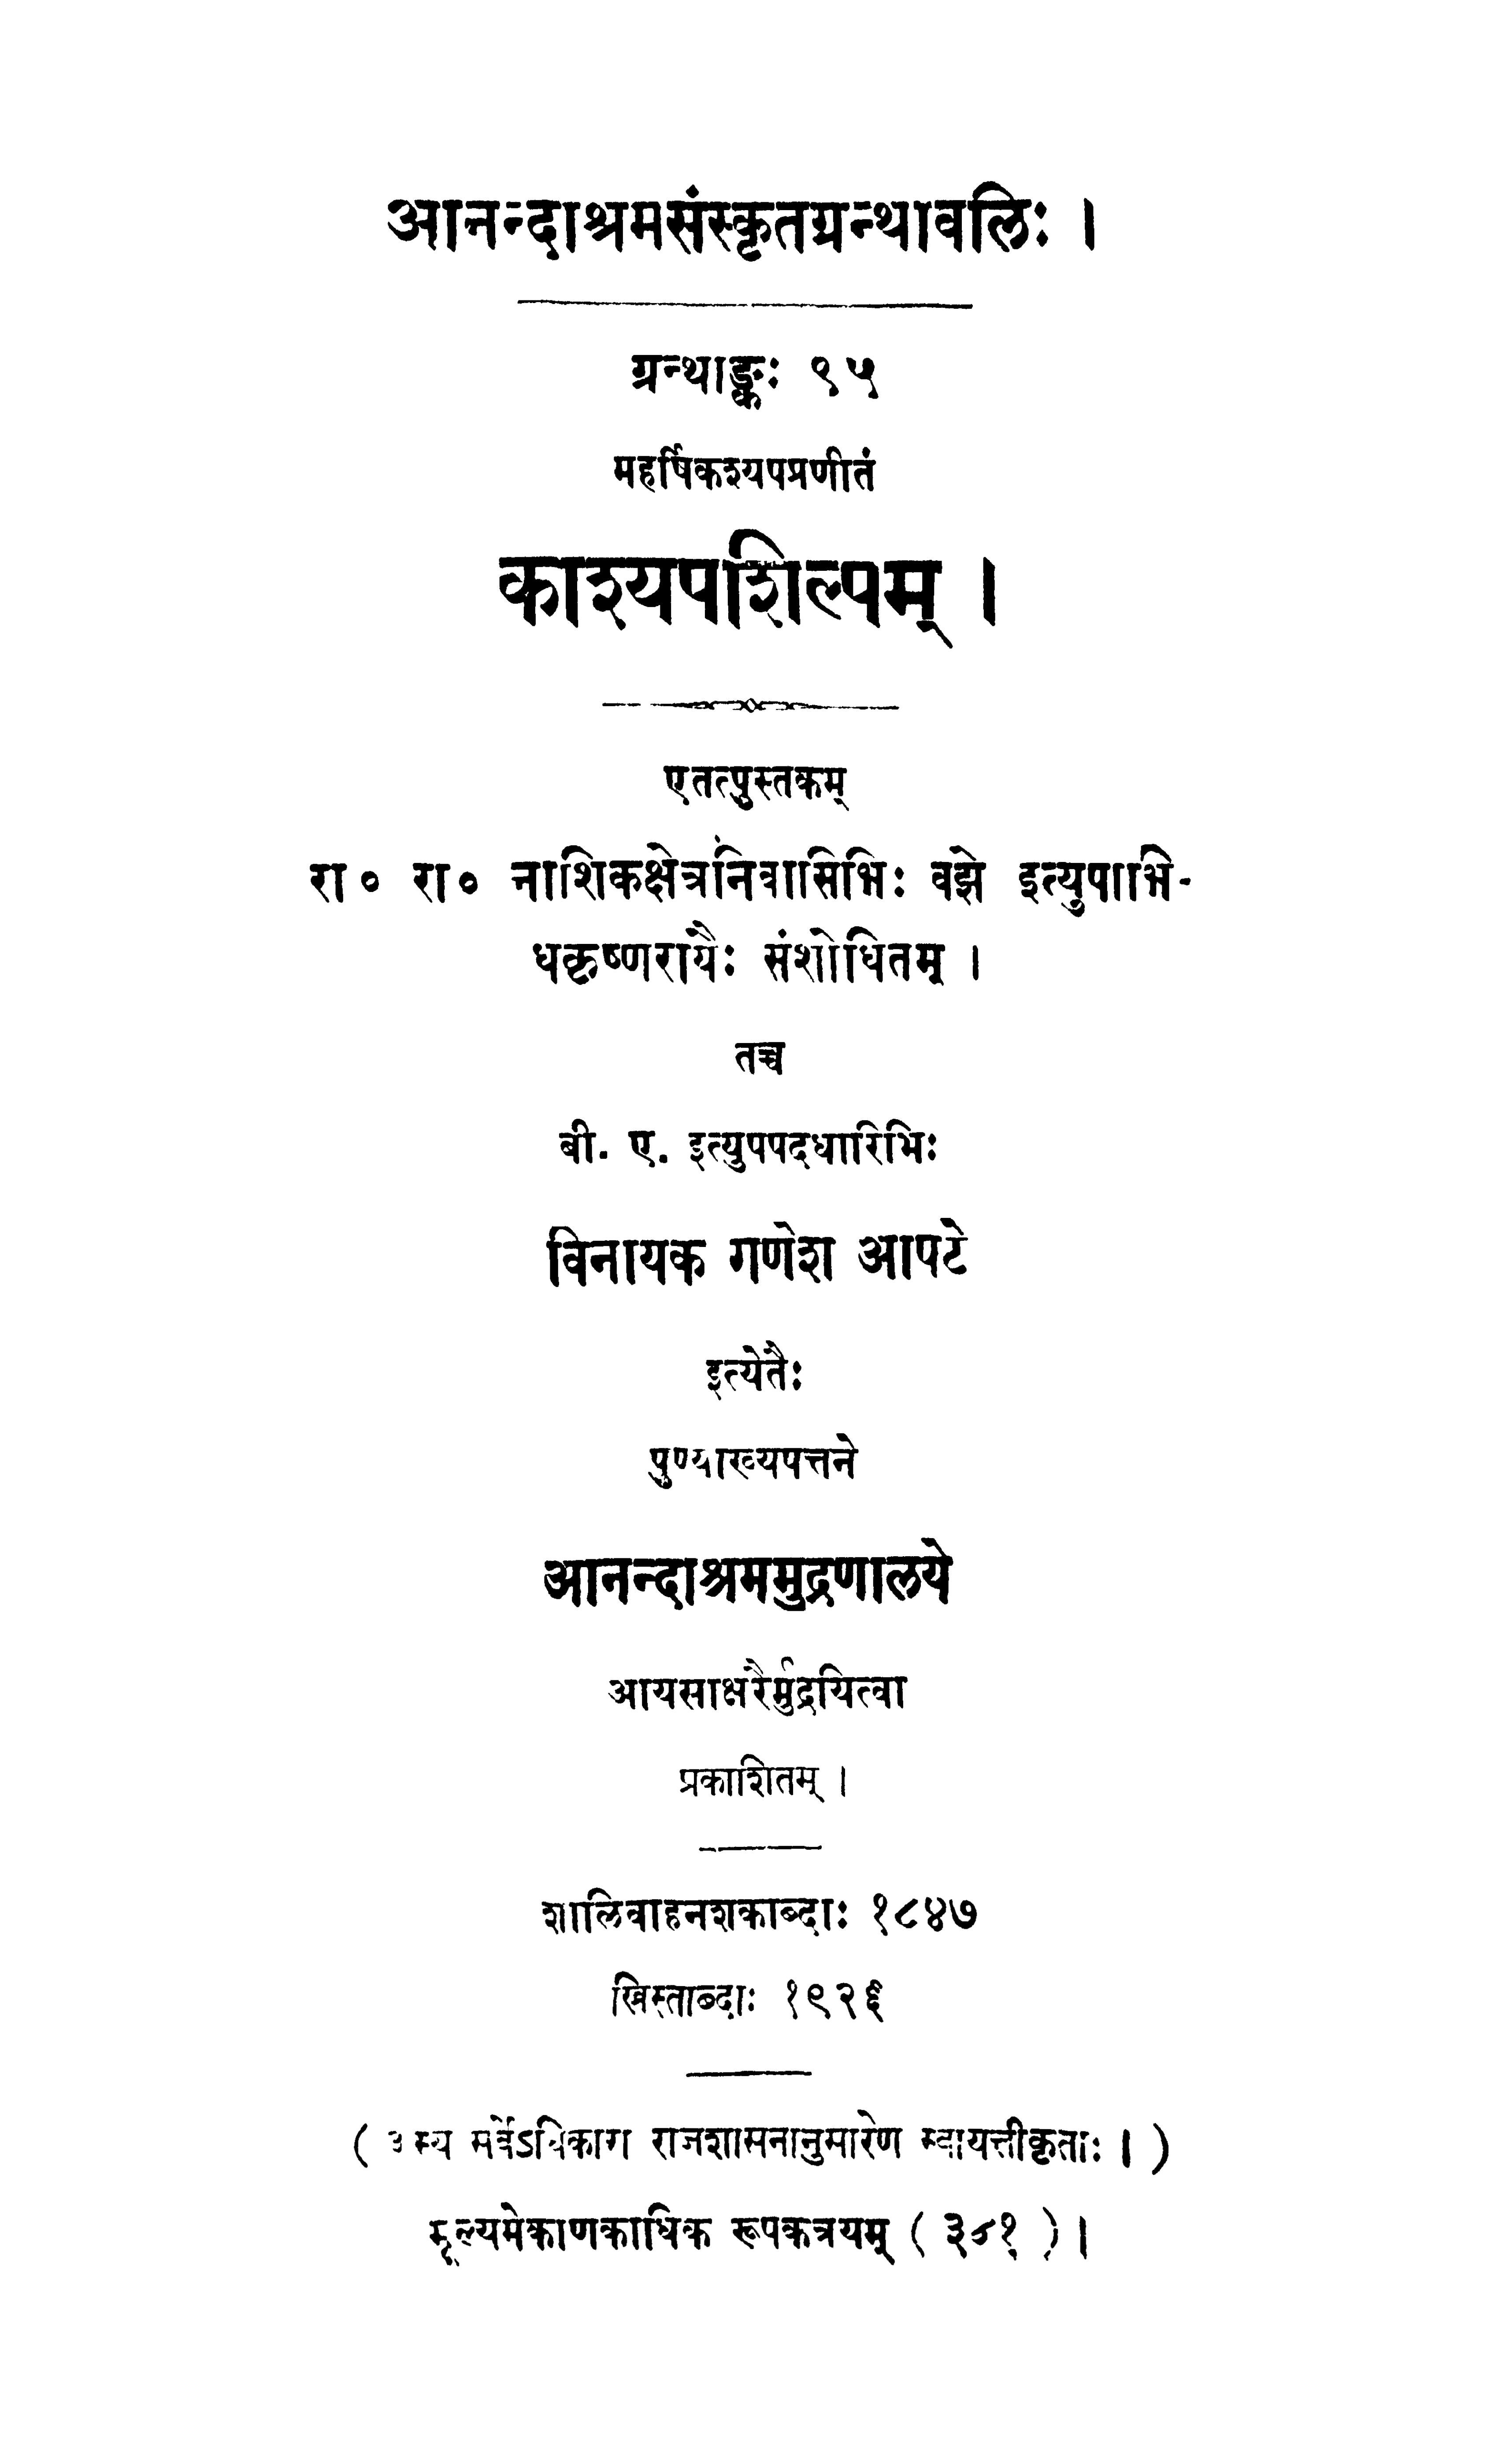 आनन्दाश्रमसंस्कृतग्रन्थावलिः ।
ग्रन्थाङ्कः ९५
महर्षिकश्यपप्रणीतं
काश्यपशिल्पम् ।
एतत्पुस्तकम्
रा० रा० नाशिकक्षेत्रनिवासिभिः वझे इत्युपाभि-
धकृष्णरायैः संशोधितम् ।
तच्च
बी. ए. इत्युपपदधारिभिः
विनायक गणेश आपटे
इत्येतैः
पुण्याख्यपत्तने
आनन्दाश्रममुद्रणालये
आयसाक्षरैर्मुद्रयित्वा
प्रकाशितम् ।
शालिवाहनशकाब्दाः १८४७
ख्रिस्ताब्दाः १९२६
( अस्य सर्वेऽधिकारा राजशासनानुसारेण स्वायत्तीकृताः । )
मूल्यमेकाणकाधिक रूपकत्रयम् ( ३८१ ) ।